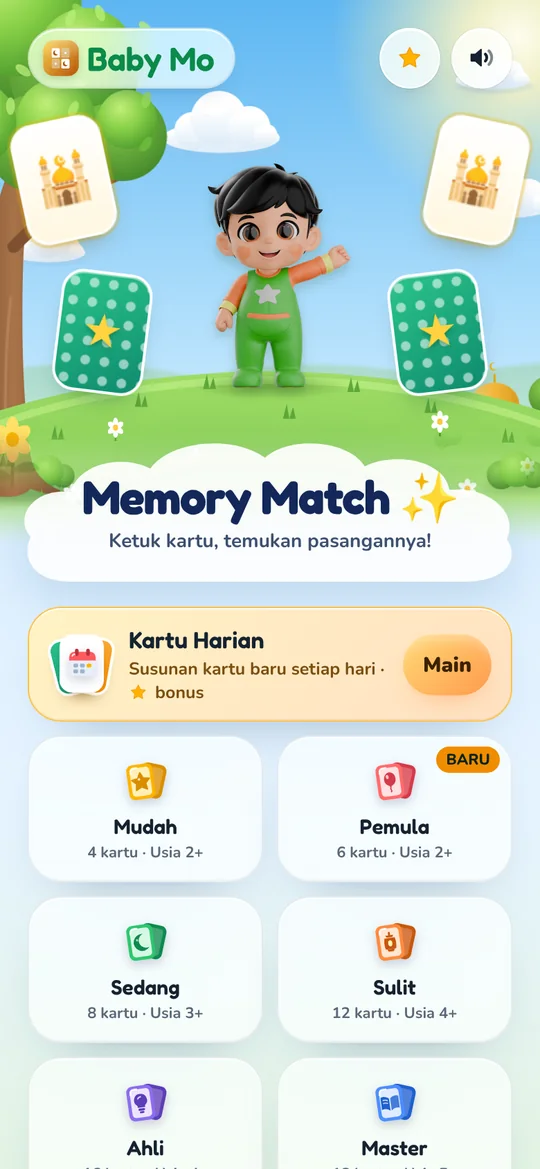 Baby Mo
Memory Match ✨
Ketuk kartu, temukan pasangannya!
Kartu Harian
Susunan kartu baru setiap hari ·
⭐ bonus
Main
Mudah
4 kartu · Usia 2+
BARU
Pemula
6 kartu · Usia 2+
Sedang
8 kartu · Usia 3+
Sulit
12 kartu · Usia 4+
Ahli
Master